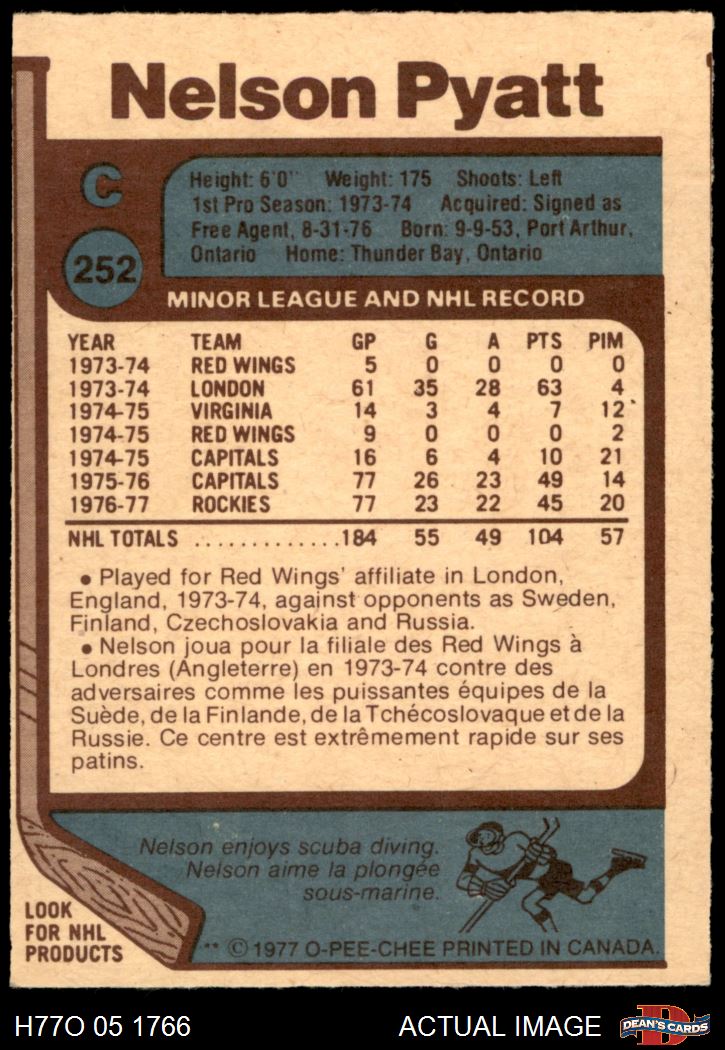 Nelson Pyatt
C
252
Height: 6'0" Weight: 175 Shoots: Left
1st Pro Season: 1973-74 Acquired: Signed as
Free Agent, 8-31-76 Born: 9-9-53, Port Arthur,
Ontario Home: Thunder Bay, Ontario
MINOR LEAGUE AND NHL RECORD
YEAR TEAM GP G A PTS PIM
1973-74 RED WINGS 5 0 0 0 0
1973-74 LONDON 61 35 28 63 4
1974-75 VIRGINIA 14 3 4 7 12
1974-75 RED WINGS 9 0 0 0 2
1974-75 CAPITALS 16 6 4 10 21
1975-76 CAPITALS 77 26 23 49 14
1976-77 ROCKIES 77 23 22 45 20
NHL TOTALS .............184 55 49 104 57
• Played for Red Wings' affiliate in London,
England, 1973-74, against opponents as Sweden,
Finland, Czechoslovakia and Russia.
• Nelson joua pour la filiale des Red Wings à
Londres (Angleterre) en 1973-74 contre des
adversaires comme les puissantes équipes de la
Suède, de la Finlande, de la Tchécoslovaque et de la
Russie. Ce centre est extrêmement rapide sur ses
patins.
Nelson enjoys scuba diving.
Nelson aime la plongée
sous-marine.
LOOK
FOR NHL
PRODUCTS
** © 1977 O-PEE-CHEE PRINTED IN CANADA.
H77O 05 1766 ACTUAL IMAGE
D
DEAN'S CARDS